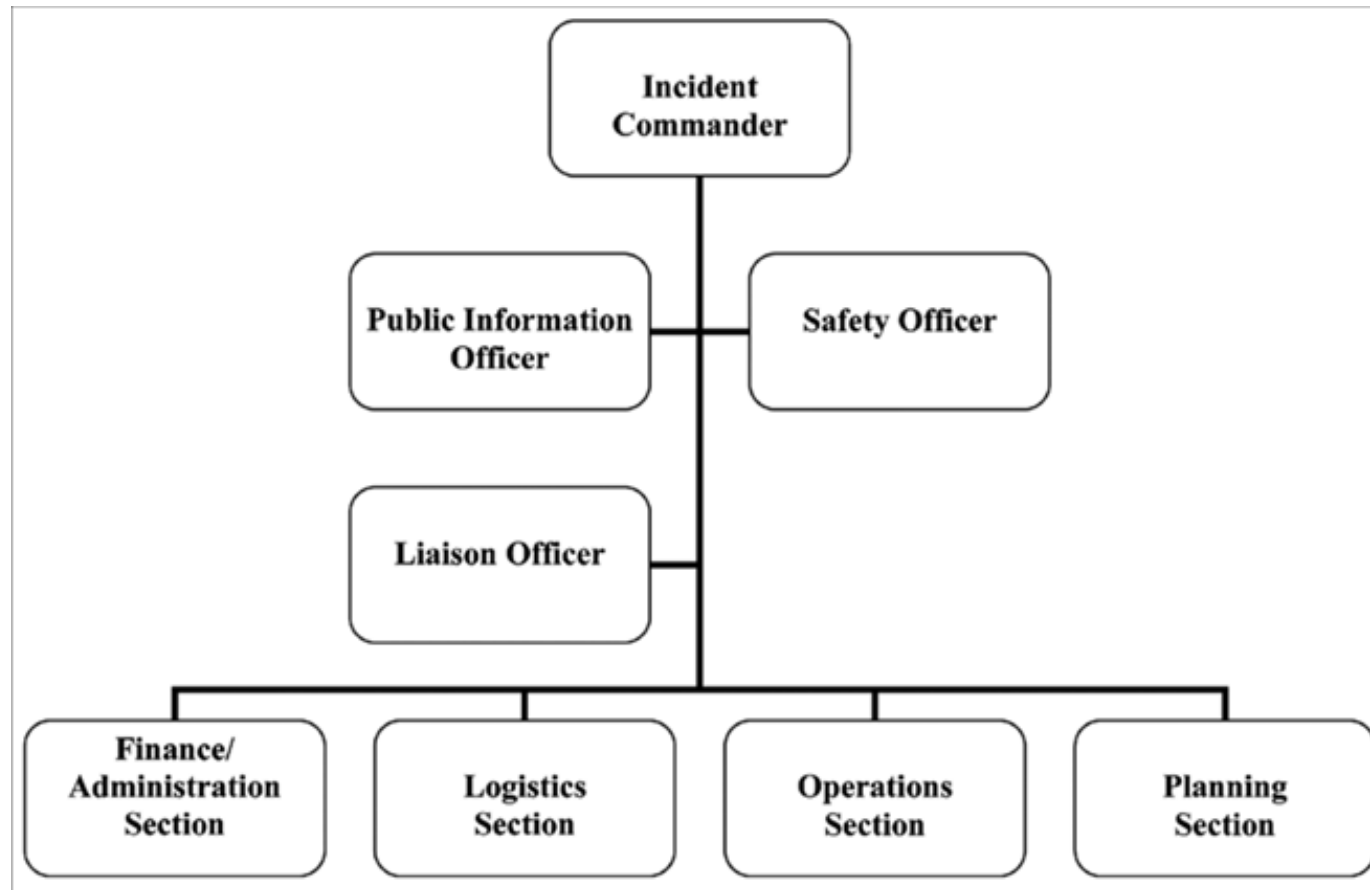 Incident
Commander
Public Information
Officer
Safety Officer
Liaison Officer
Finance/
Administration
Section
Logistics
Section
Operations
Section
Planning
Section